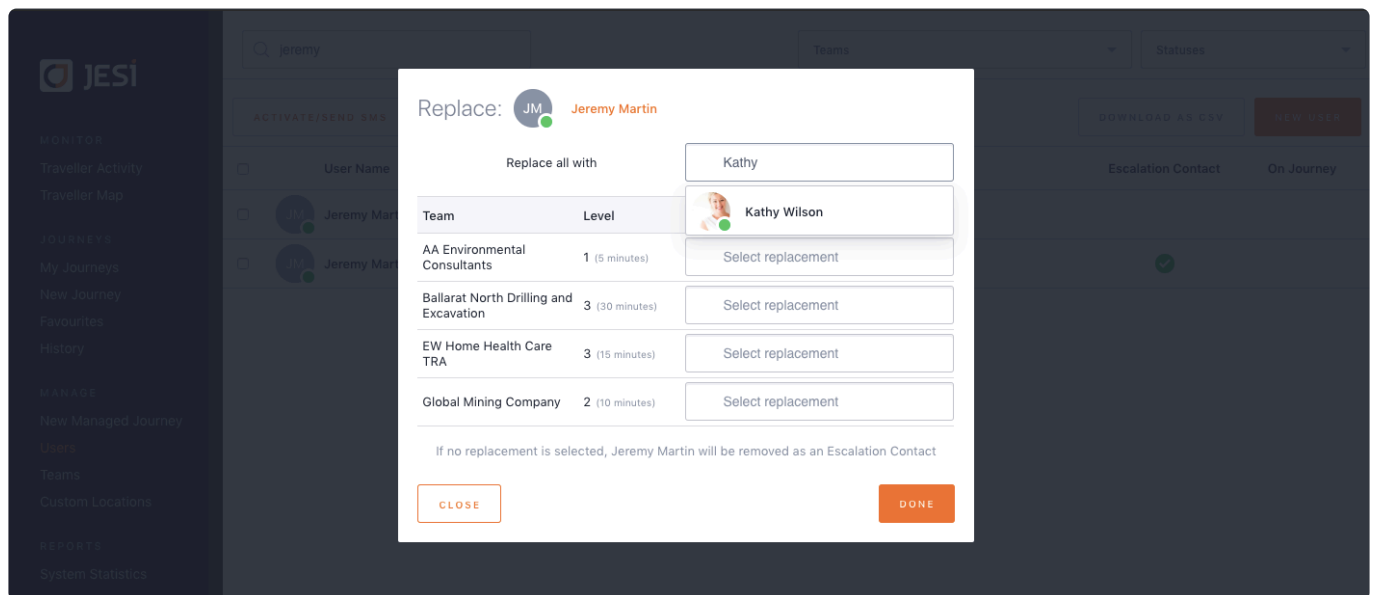 JESI
MONITOR
Traveller Activity
Traveller Map
JOURNEYS
My Journeys
New Journey
Favourites
History
MANAGE
New Managed Journey
Users
Teams
Custom Locations
REPORTS
System Statistics
jeremy
Teams
Statuses
ACTIVATE/SEND SMS
DOWNLOAD AS CSV
NEW USER
User Name
Escalation Contact
On Journey
JM
Jeremy Mart
JM
Jeremy Mart
Replace:
JM
Jeremy Martin
Replace all with
Kathy
Kathy Wilson
Team
Level
AA Environmental
Consultants
1 (5 minutes)
Select replacement
Ballarat North Drilling and
Excavation
3 (30 minutes)
Select replacement
EW Home Health Care
TRA
3 (15 minutes)
Select replacement
Global Mining Company
2 (10 minutes)
Select replacement
If no replacement is selected, Jeremy Martin will be removed as an Escalation Contact
CLOSE
DONE